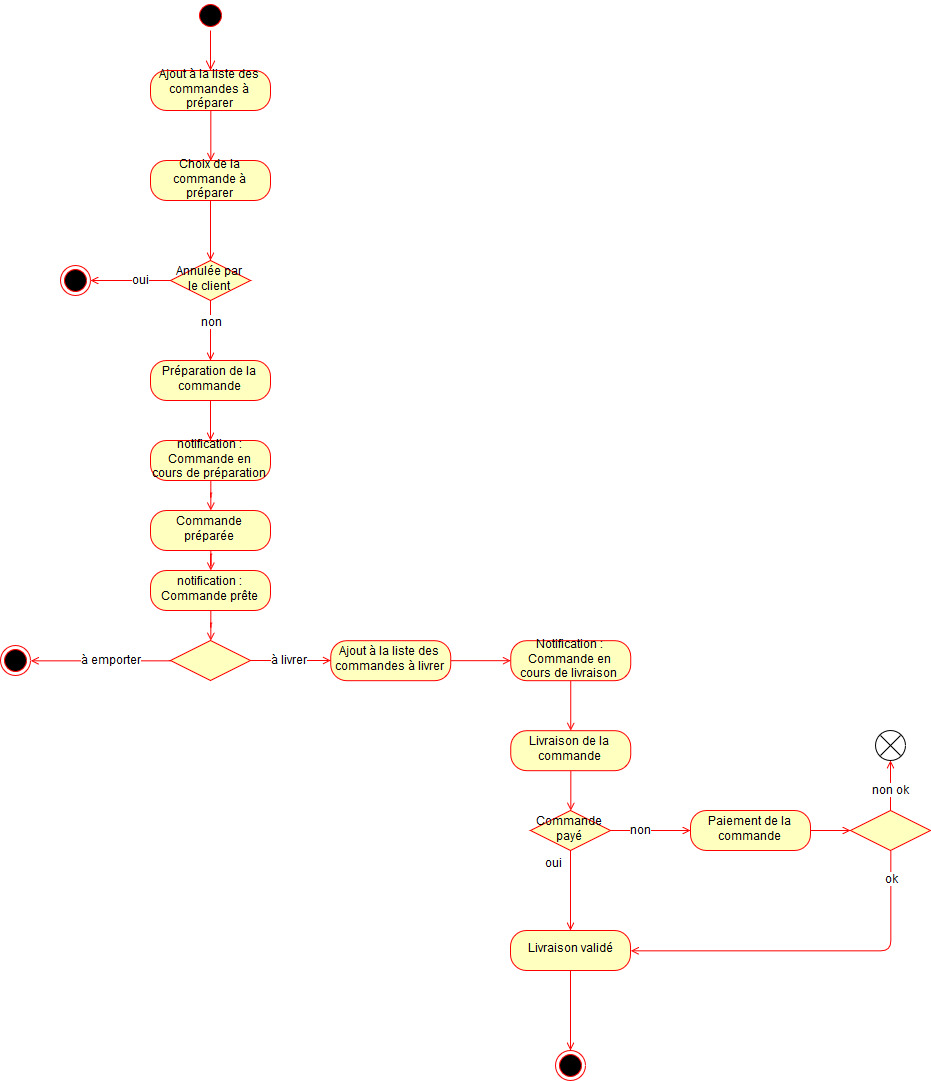 Ajout à la liste des
commandes à
préparer
Choix de la
commande à
préparer
Annulée par
le client
oui
non
Préparation de la
commande
notification :
Commande en
cours de préparation
Commande
préparée
notification :
Commande prête
à emporter
à livrer
Ajout à la liste des
commandes à livrer
Notification :
Commande en
cours de livraison
Livraison de la
commande
Commande
payé
non
oui
Paiement de la
commande
non ok
ok
Livraison validé